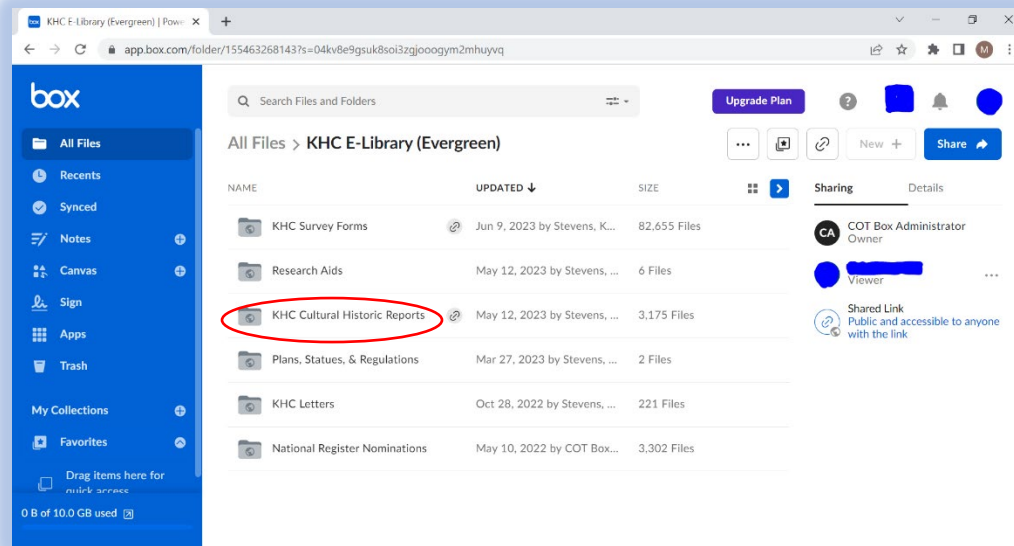 KHC E-Library (Evergreen) | Powe
app.box.com/folder/155463268143?s=04kv8e9gsuk8soi3zgjooogym2mhuyvq
M
box
Search Files and Folders
Upgrade Plan
All Files
All Files > KHC E-Library (Evergreen)
New +
Share
Recents
NAME
UPDATED ↓
SIZE
Sharing
Details
Synced
Notes
KHC Survey Forms
Jun 9, 2023 by Stevens, K...
82,655 Files
CA
COT Box Administrator
Owner
Canvas
Research Aids
May 12, 2023 by Stevens, ...
6 Files
Viewer
Sign
KHC Cultural Historic Reports
May 12, 2023 by Stevens, ...
3,175 Files
Shared Link
Public and accessible to anyone
with the link
Apps
Trash
Plans, Statues, & Regulations
Mar 27, 2023 by Stevens, ...
2 Files
My Collections
KHC Letters
Oct 28, 2022 by Stevens, ...
221 Files
Favorites
National Register Nominations
May 10, 2022 by COT Box...
3,302 Files
Drag items here for
quick access
0 B of 10.0 GB used